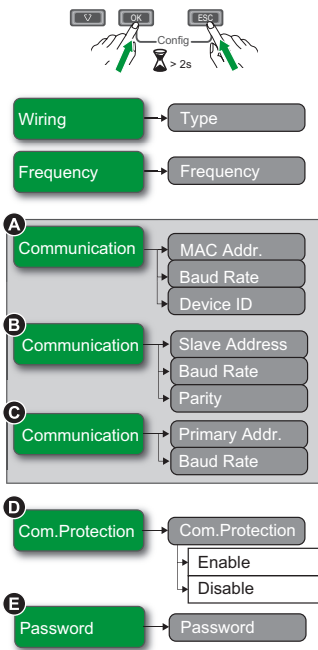 OK
ESC
Config
> 2s
Wiring
Type
Frequency
Frequency
A
Communication
MAC Addr.
Baud Rate
Device ID
B
Communication
Slave Address
Baud Rate
Parity
C
Communication
Primary Addr.
Baud Rate
D
Com.Protection
Com.Protection
Enable
Disable
E
Password
Password